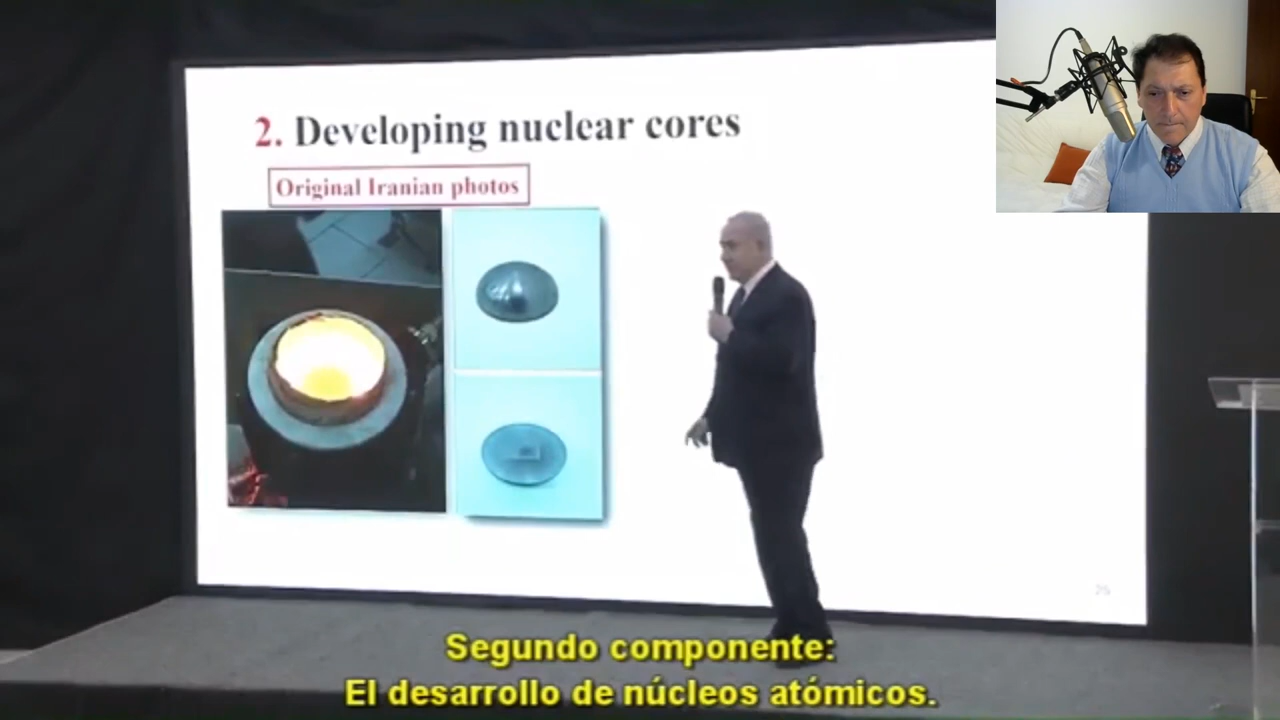 2. Developing nuclear cores
Original Iranian photos
Segundo componente:
El desarrollo de núcleos atómicos.